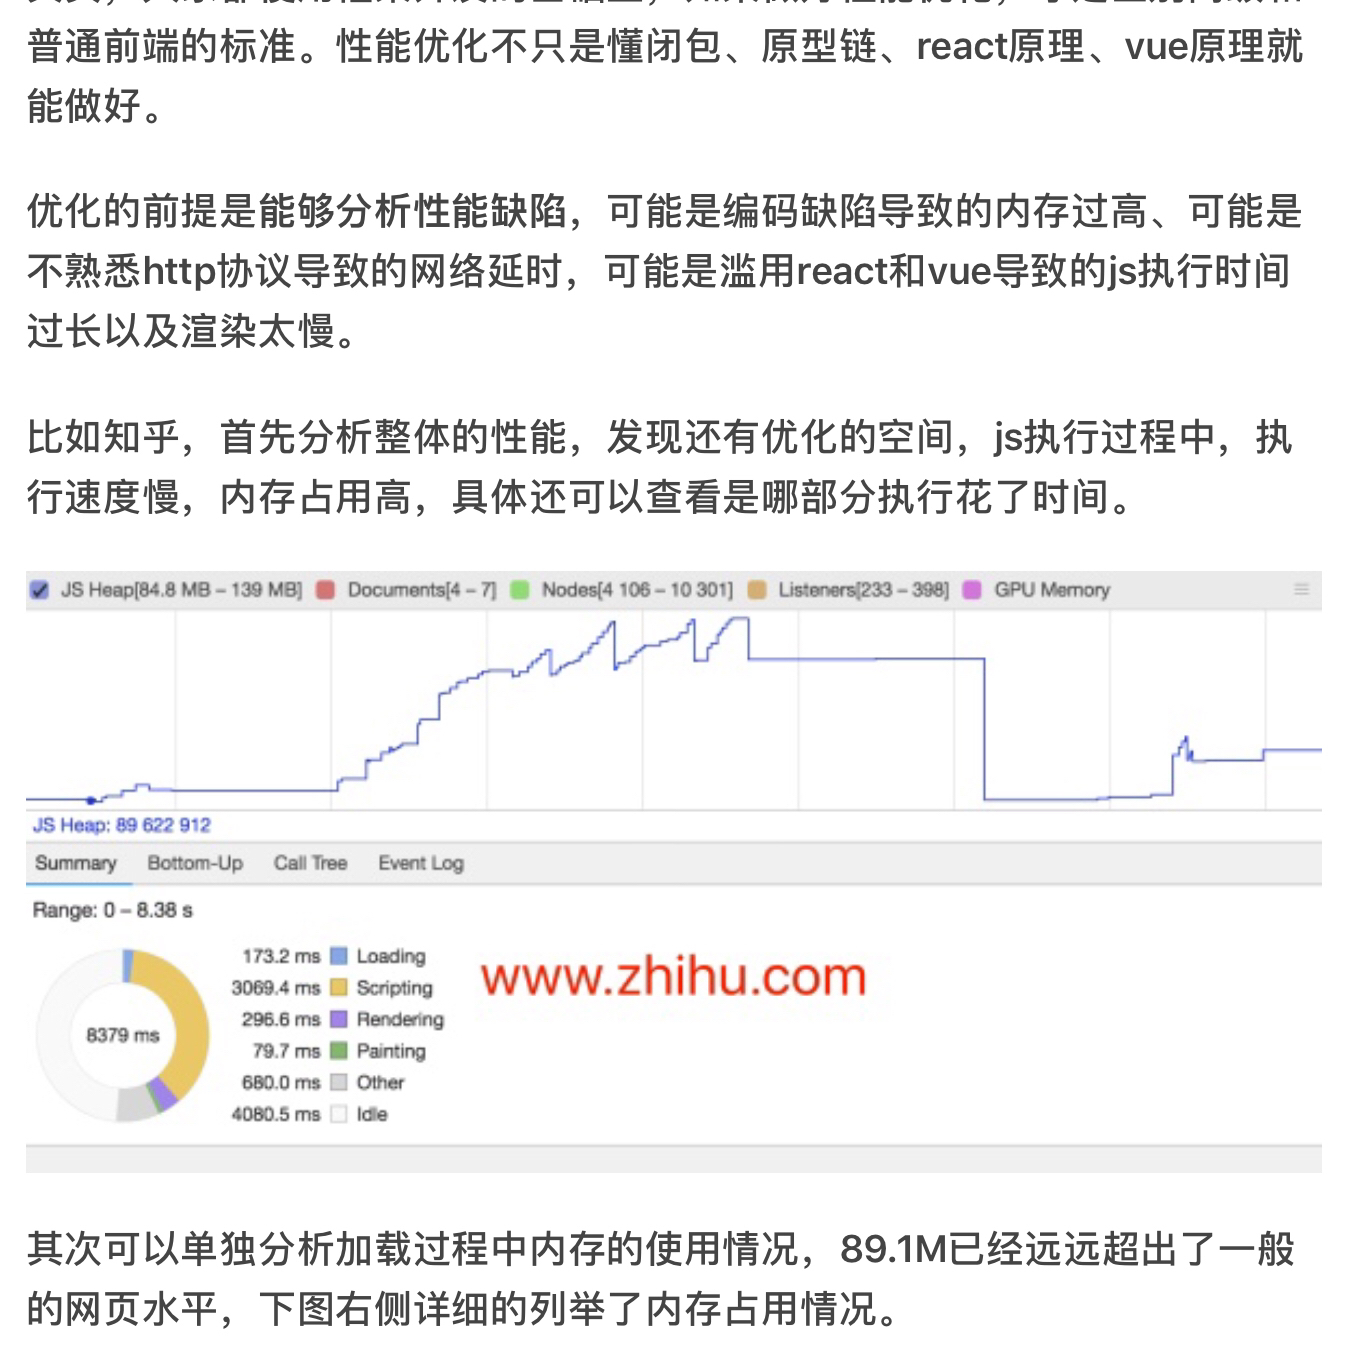 普通前端的标准。性能优化不只是懂闭包、原型链、react原理、vue原理就
能做好。
优化的前提是能够分析性能缺陷，可能是编码缺陷导致的内存过高、可能是
不熟悉http协议导致的网络延时，可能是滥用react和vue导致的js执行时间
过长以及渲染太慢。
比如知乎，首先分析整体的性能，发现还有优化的空间，js执行过程中，执
行速度慢，内存占用高，具体还可以查看是哪部分执行花了时间。
JS Heap[84.8 MB – 139 MB] Documents[4 – 7] Nodes[4 106 – 10 301] Listeners[233 – 398] GPU Memory
JS Heap: 89 622 912
Summary Bottom-Up Call Tree Event Log
Range: 0 – 8.38 s
8379 ms
173.2 ms Loading
3069.4 ms Scripting
296.6 ms Rendering
79.7 ms Painting
680.0 ms Other
4080.5 ms Idle
www.zhihu.com
其次可以单独分析加载过程中内存的使用情况，89.1M已经远远超出了一般
的网页水平，下图右侧详细的列举了内存占用情况。